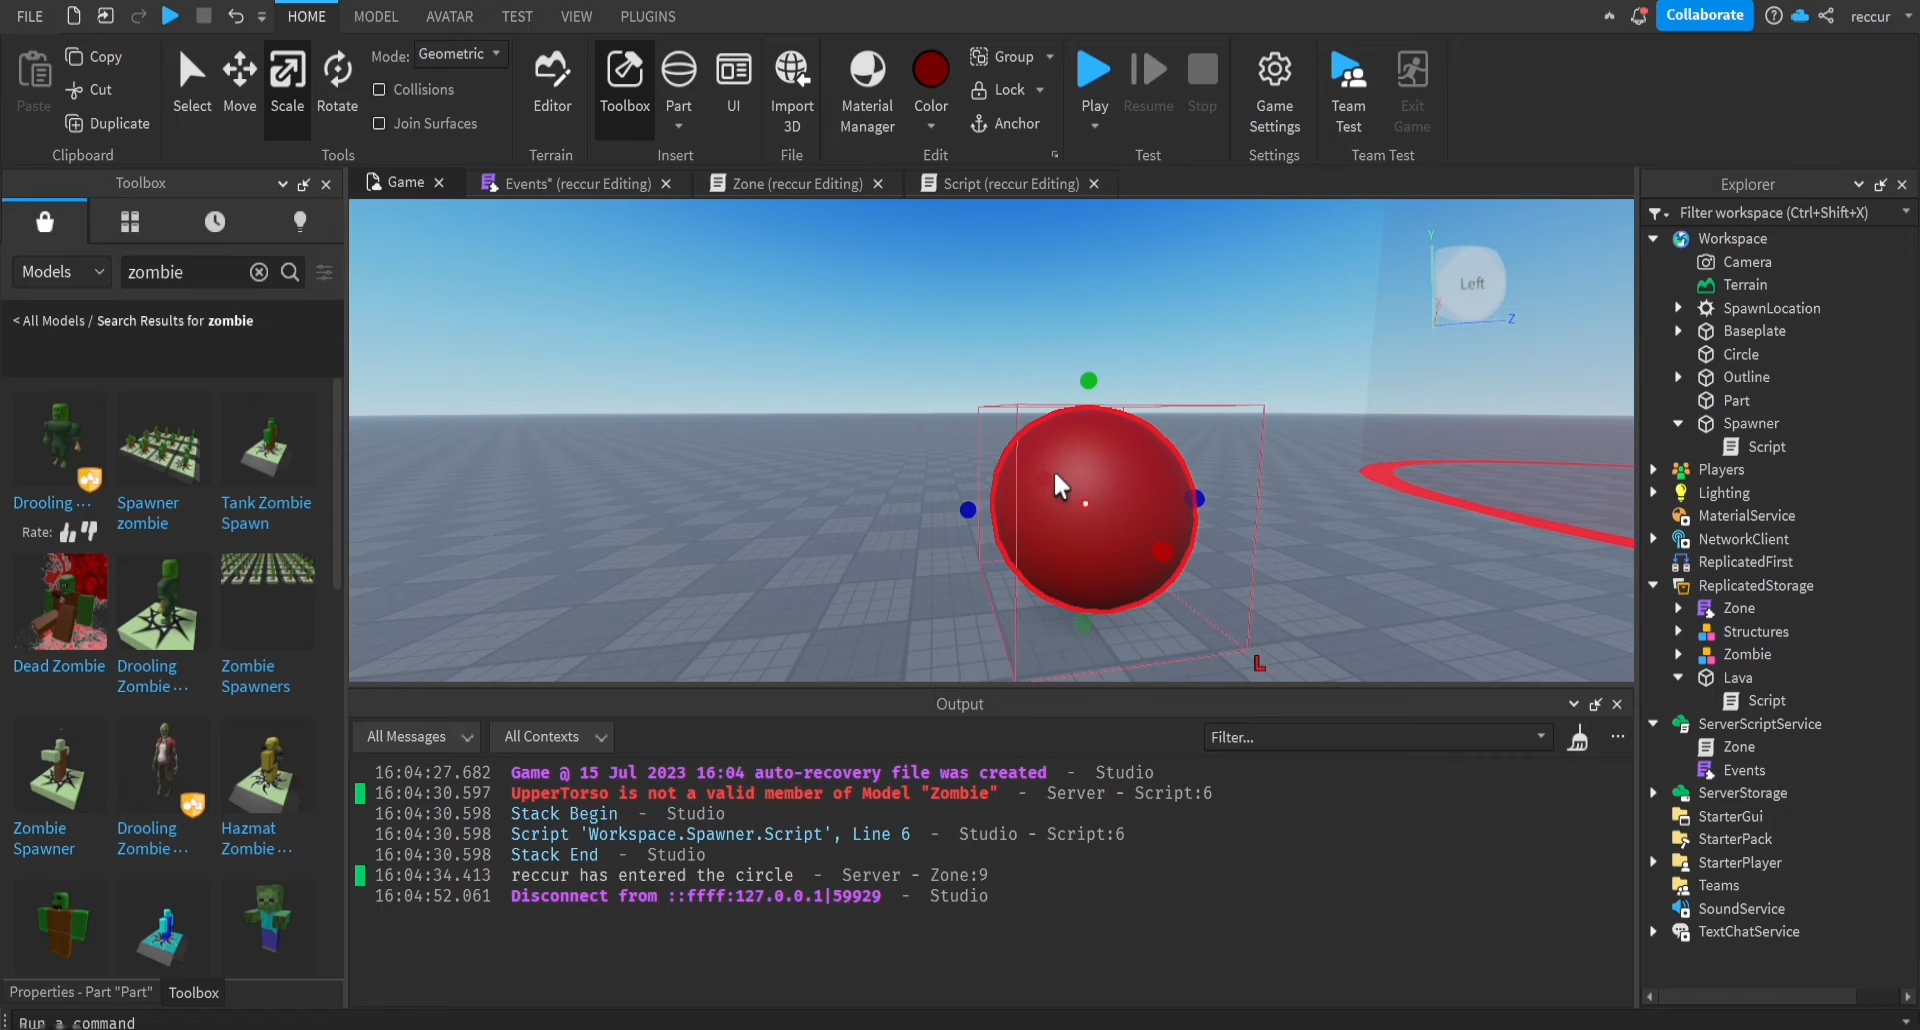 FILE
HOME
MODEL
AVATAR
TEST
VIEW
PLUGINS
Collaborate
reccur
Paste
Copy
Cut
Duplicate
Clipboard
Select
Move
Scale
Rotate
Mode: Geometric
Collisions
Join Surfaces
Tools
Editor
Terrain
Toolbox
Part
UI
Insert
Import
3D
File
Material
Manager
Color
Group
Lock
Anchor
Edit
Play
Resume
Stop
Test
Game
Settings
Settings
Team
Test
Exit
Game
Team Test
Toolbox
Models
zombie
< All Models / Search Results for zombie
Drooling ...
Rate:
Spawner
zombie
Tank Zombie
Spawn
Dead Zombie
Drooling
Zombie ...
Zombie
Spawners
Zombie
Spawner
Drooling
Zombie ...
Hazmat
Zombie ...
Properties - Part "Part"
Toolbox
Run a command
Game
Events* (reccur Editing)
Zone (reccur Editing)
Script (reccur Editing)
Y
Left
X
Z
L
Output
All Messages
All Contexts
Filter...
16:04:27.682 Game @ 15 Jul 2023 16:04 auto-recovery file was created - Studio
16:04:30.597 UpperTorso is not a valid member of Model "Zombie" - Server - Script:6
16:04:30.598 Stack Begin - Studio
16:04:30.598 Script 'Workspace.Spawner.Script', Line 6 - Studio - Script:6
16:04:30.598 Stack End - Studio
16:04:34.413 reccur has entered the circle - Server - Zone:9
16:04:52.061 Disconnect from ::ffff:127.0.0.1|59929 - Studio
Explorer
Filter workspace (Ctrl+Shift+X)
Workspace
Camera
Terrain
SpawnLocation
Baseplate
Circle
Outline
Part
Spawner
Script
Players
Lighting
MaterialService
NetworkClient
ReplicatedFirst
ReplicatedStorage
Zone
Structures
Zombie
Lava
Script
ServerScriptService
Zone
Events
ServerStorage
StarterGui
StarterPack
StarterPlayer
Teams
SoundService
TextChatService